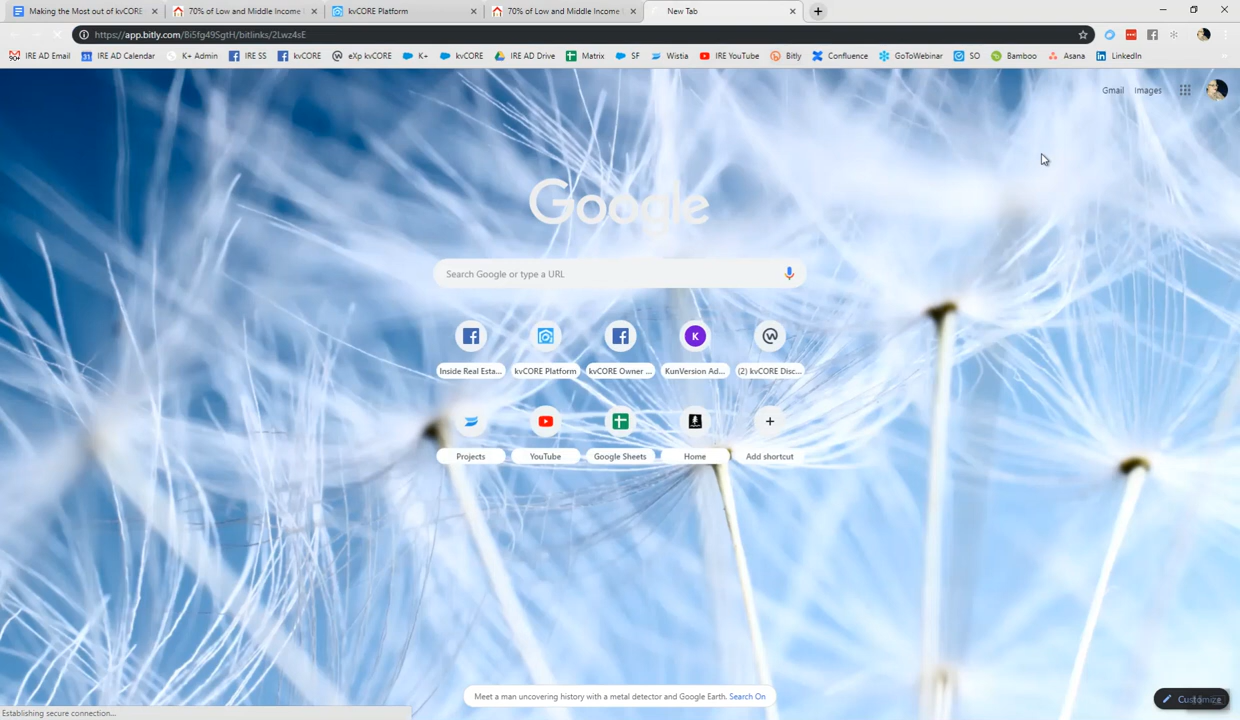 Making the Most out of kvCORE
70% of Low and Middle Income
kvCORE Platform
70% of Low and Middle Income
New Tab
https://app.bitly.com/Bi5fg49SgtH/bitlinks/2Lwz4sE
IRE AD Email
IRE AD Calendar
K+ Admin
IRE SS
kvCORE
eXp kvCORE
K+
kvCORE
IRE AD Drive
Matrix
SF
Wistia
IRE YouTube
Bitly
Confluence
GoToWebinar
SO
Bamboo
Asana
LinkedIn
Gmail
Images
Google
Search Google or type a URL
K
Inside Real Esta...
kvCORE Platform
kvCORE Owner ...
KunVersion Ad...
(2) kvCORE Disc...
Projects
YouTube
Google Sheets
Home
Add shortcut
Meet a man uncovering history with a metal detector and Google Earth. Search On
Customize
Establishing secure connection...